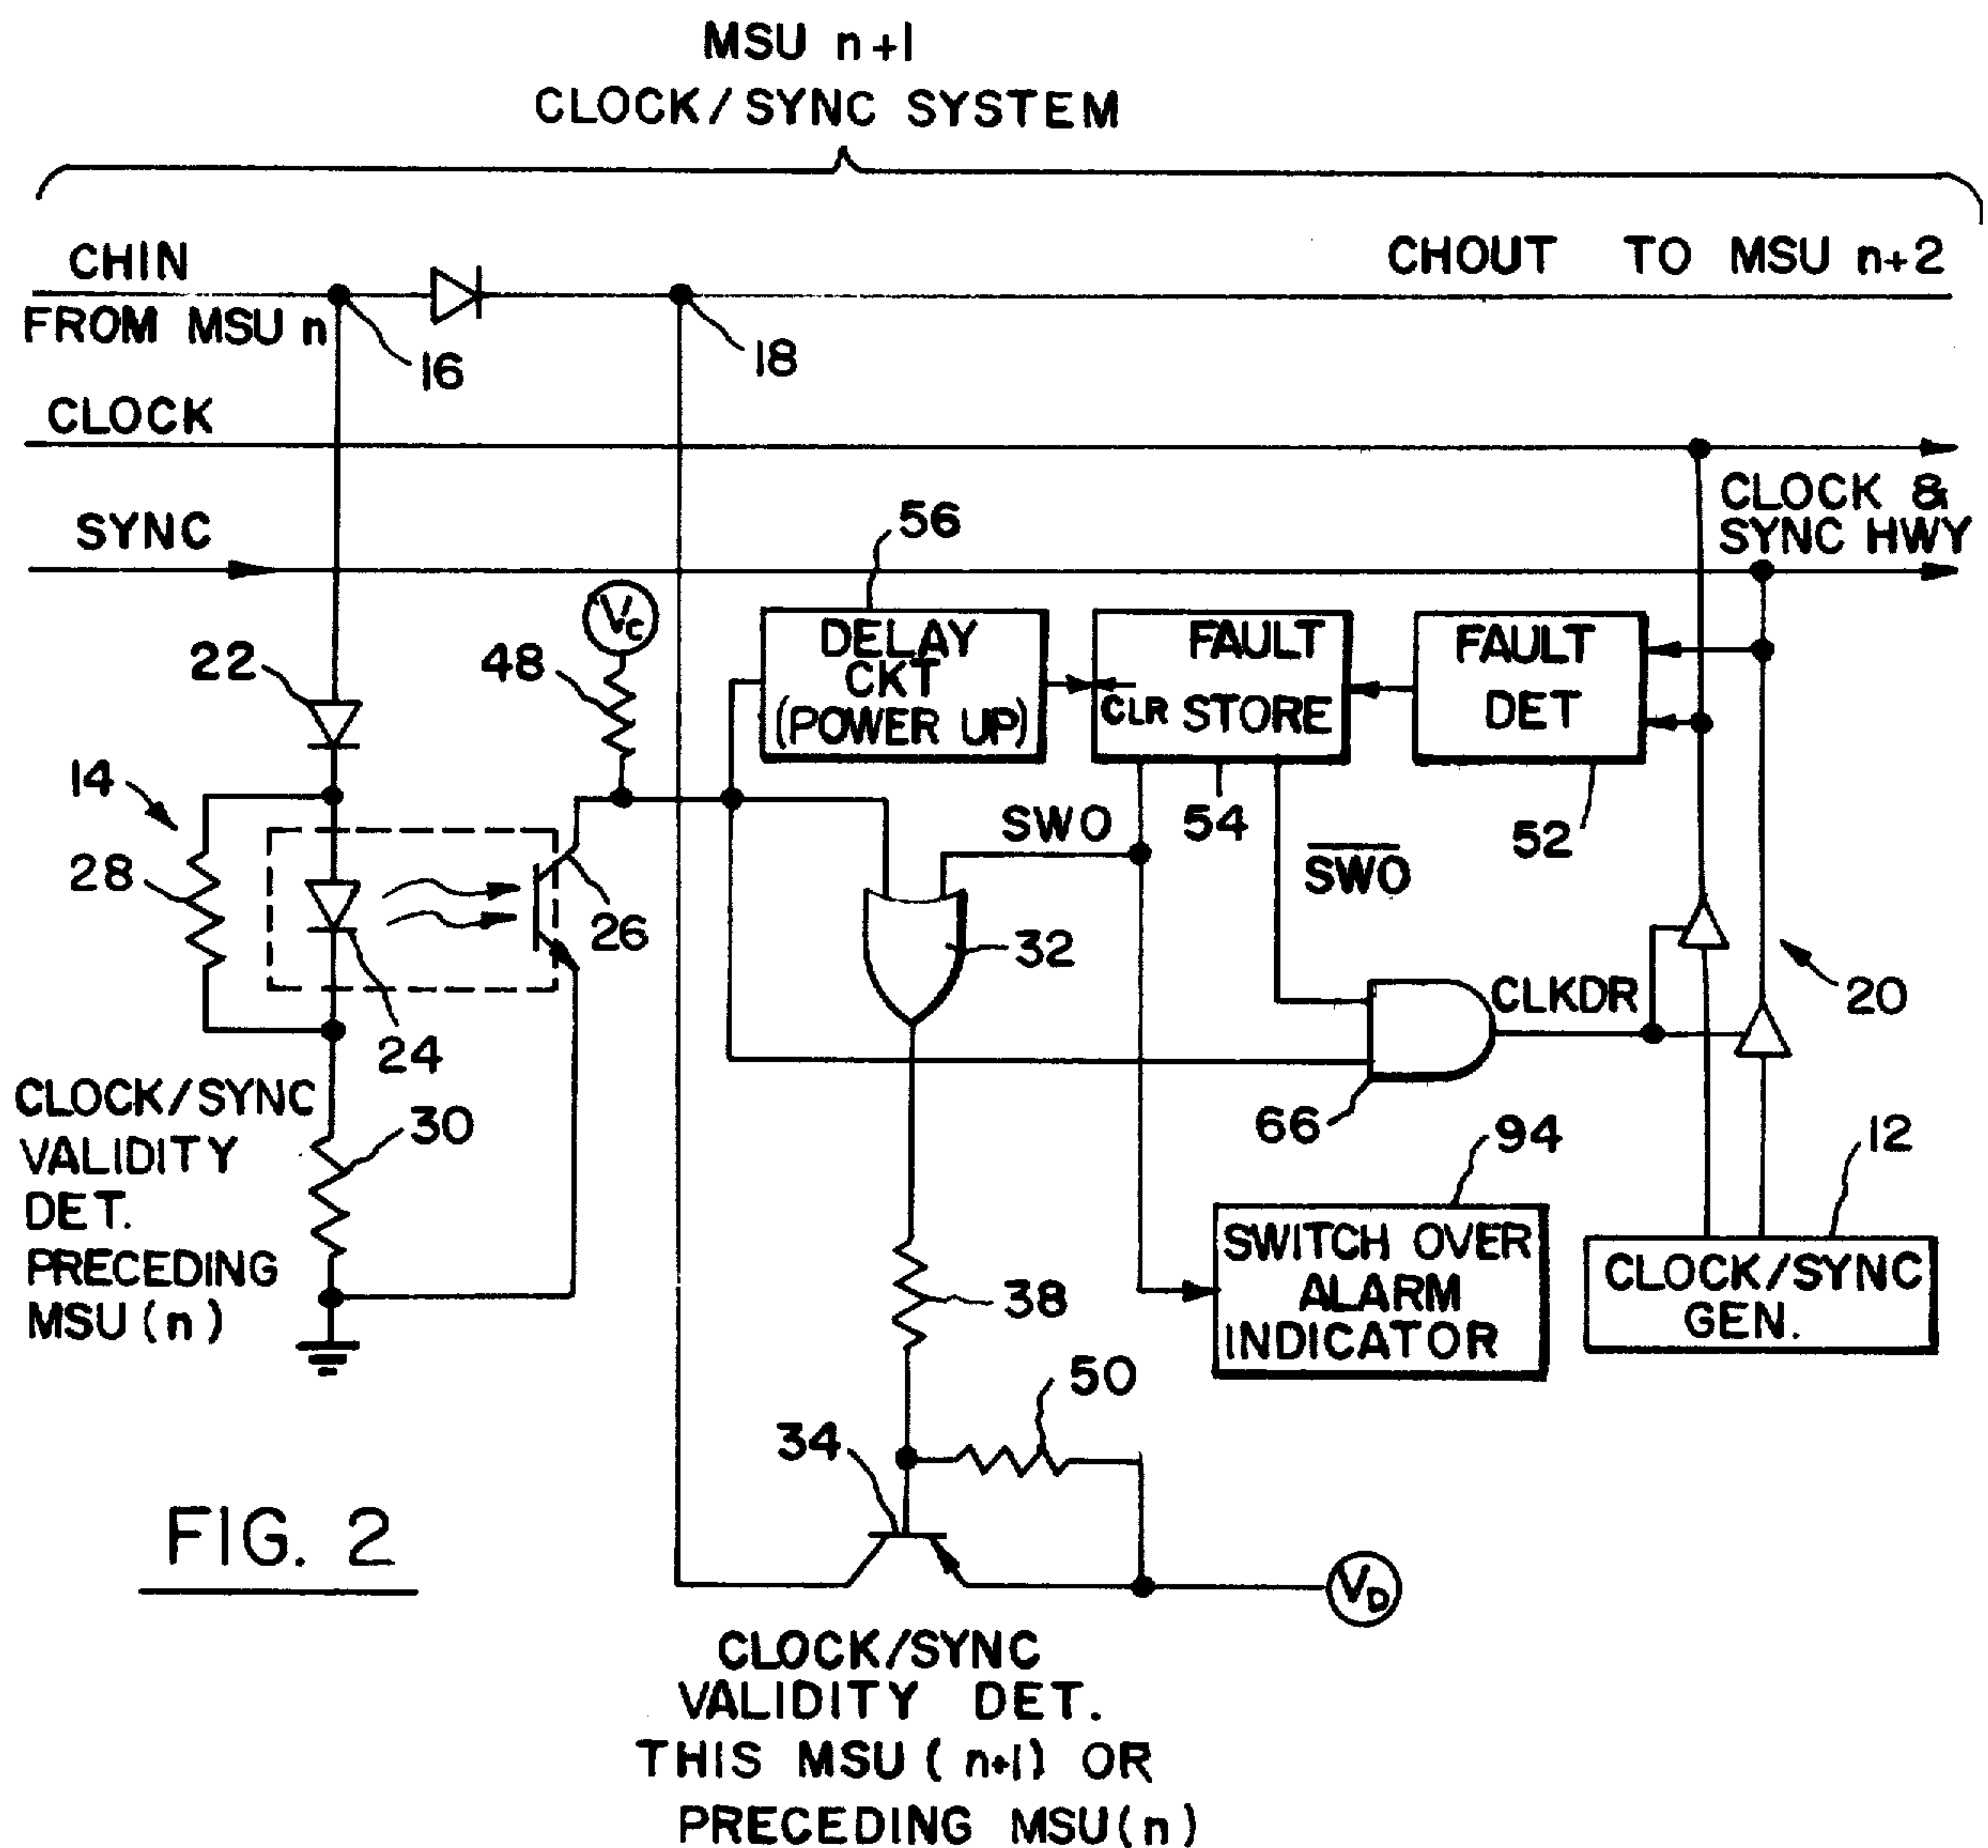 MSU n+1
CLOCK/SYNC SYSTEM
CHIN
FROM MSU n
CHOUT TO MSU n+2
16
18
CLOCK
CLOCK &
SYNC HWY
SYNC
56
VC
22
48
DELAY
CKT
(POWER UP)
FAULT
CLR STORE
FAULT
DET
14
SWO
54
52
28
SWO
26
32
CLKDR
20
24
CLOCK/SYNC
VALIDITY
DET.
PRECEDING
MSU(n)
30
66
94
12
SWITCH OVER
ALARM
INDICATOR
CLOCK/SYNC
GEN.
38
50
34
FIG. 2
VD
CLOCK/SYNC
VALIDITY DET.
THIS MSU (n+1) OR
PRECEDING MSU(n)